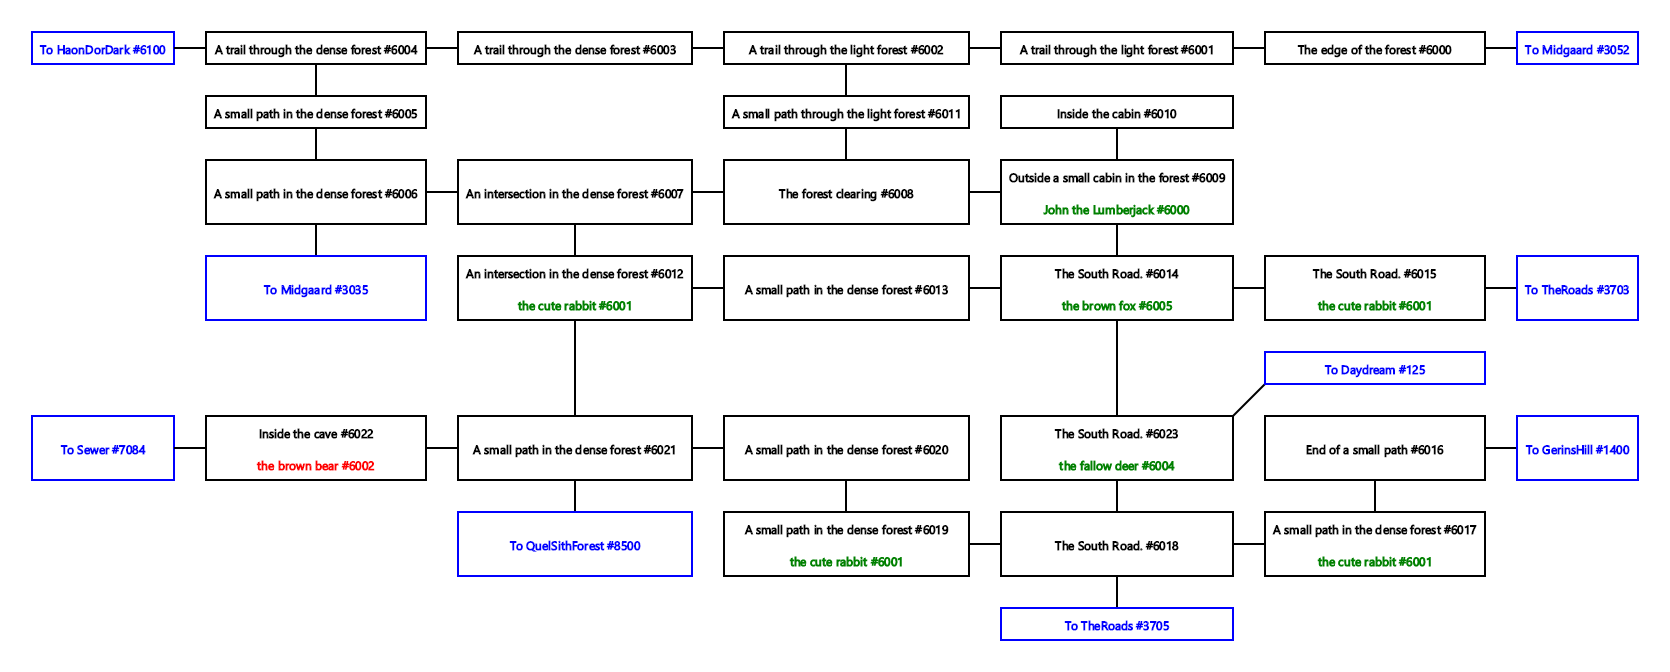 To HaonDorDark #6100
A trail through the dense forest #6004
A trail through the dense forest #6003
A trail through the light forest #6002
A trail through the light forest #6001
The edge of the forest #6000
To Midgaard #3052
A small path in the dense forest #6005
A small path through the light forest #6011
Inside the cabin #6010
A small path in the dense forest #6006
An intersection in the dense forest #6007
The forest clearing #6008
Outside a small cabin in the forest #6009
John the Lumberjack #6000
To Midgaard #3035
An intersection in the dense forest #6012
the cute rabbit #6001
A small path in the dense forest #6013
The South Road. #6014
the brown fox #6005
The South Road. #6015
the cute rabbit #6001
To TheRoads #3703
To Daydream #125
To Sewer #7084
Inside the cave #6022
the brown bear #6002
A small path in the dense forest #6021
A small path in the dense forest #6020
The South Road. #6023
the fallow deer #6004
End of a small path #6016
To GerinsHill #1400
To QuelSithForest #8500
A small path in the dense forest #6019
the cute rabbit #6001
The South Road. #6018
A small path in the dense forest #6017
the cute rabbit #6001
To TheRoads #3705